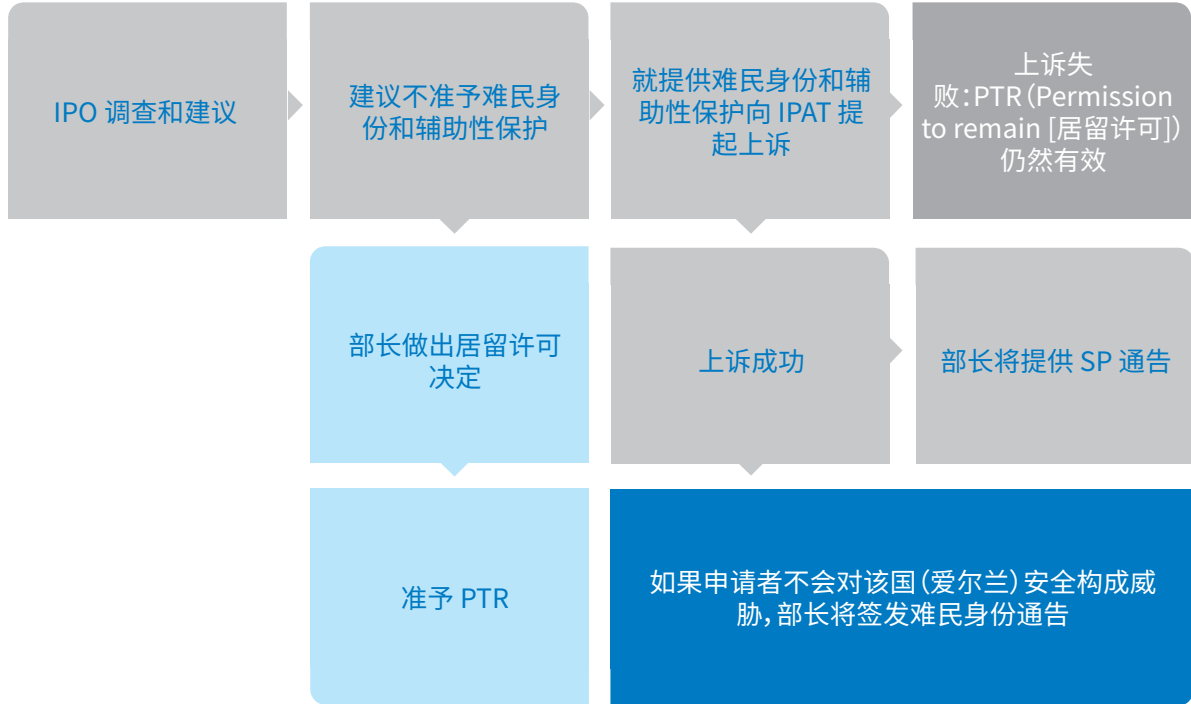 IPO 调查和建议
建议不准予难民身
份和辅助性保护
就提供难民身份和辅
助性保护向 IPAT 提
起上诉
上诉失
败：PTR（Permission
to remain [居留许可]）
仍然有效
部长做出居留许可
决定
上诉成功
部长将提供 SP 通告
准予 PTR
如果申请者不会对该国（爱尔兰）安全构成威
胁，部长将签发难民身份通告